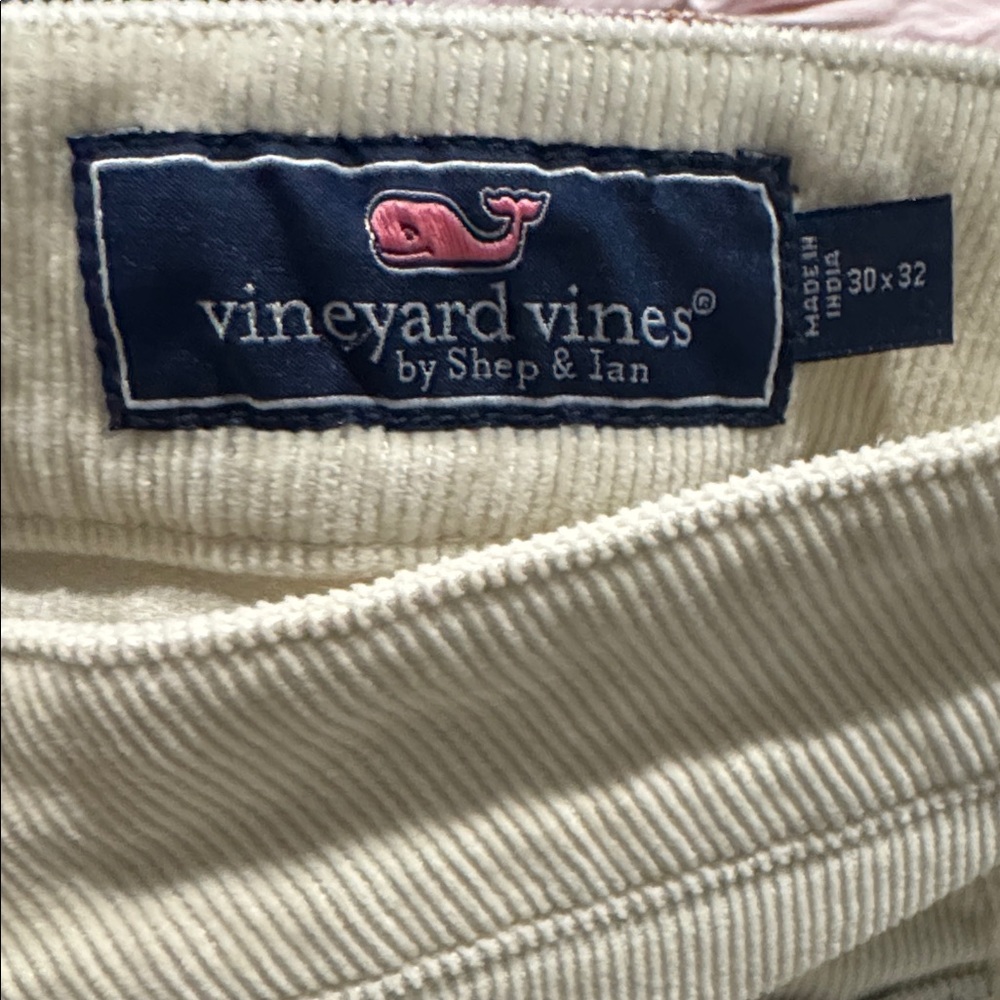 vineyard vines®
by Shep & Ian
MADE IN
INDIA
30 x 32